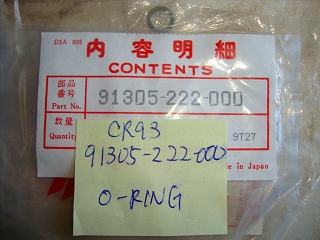 DSA 005
内容明細
CONTENTS
部品
番号
Part No.
91305-222-000
数量
Quantity
9T27
CR93
91305-222-000
O-RING
de in Japan